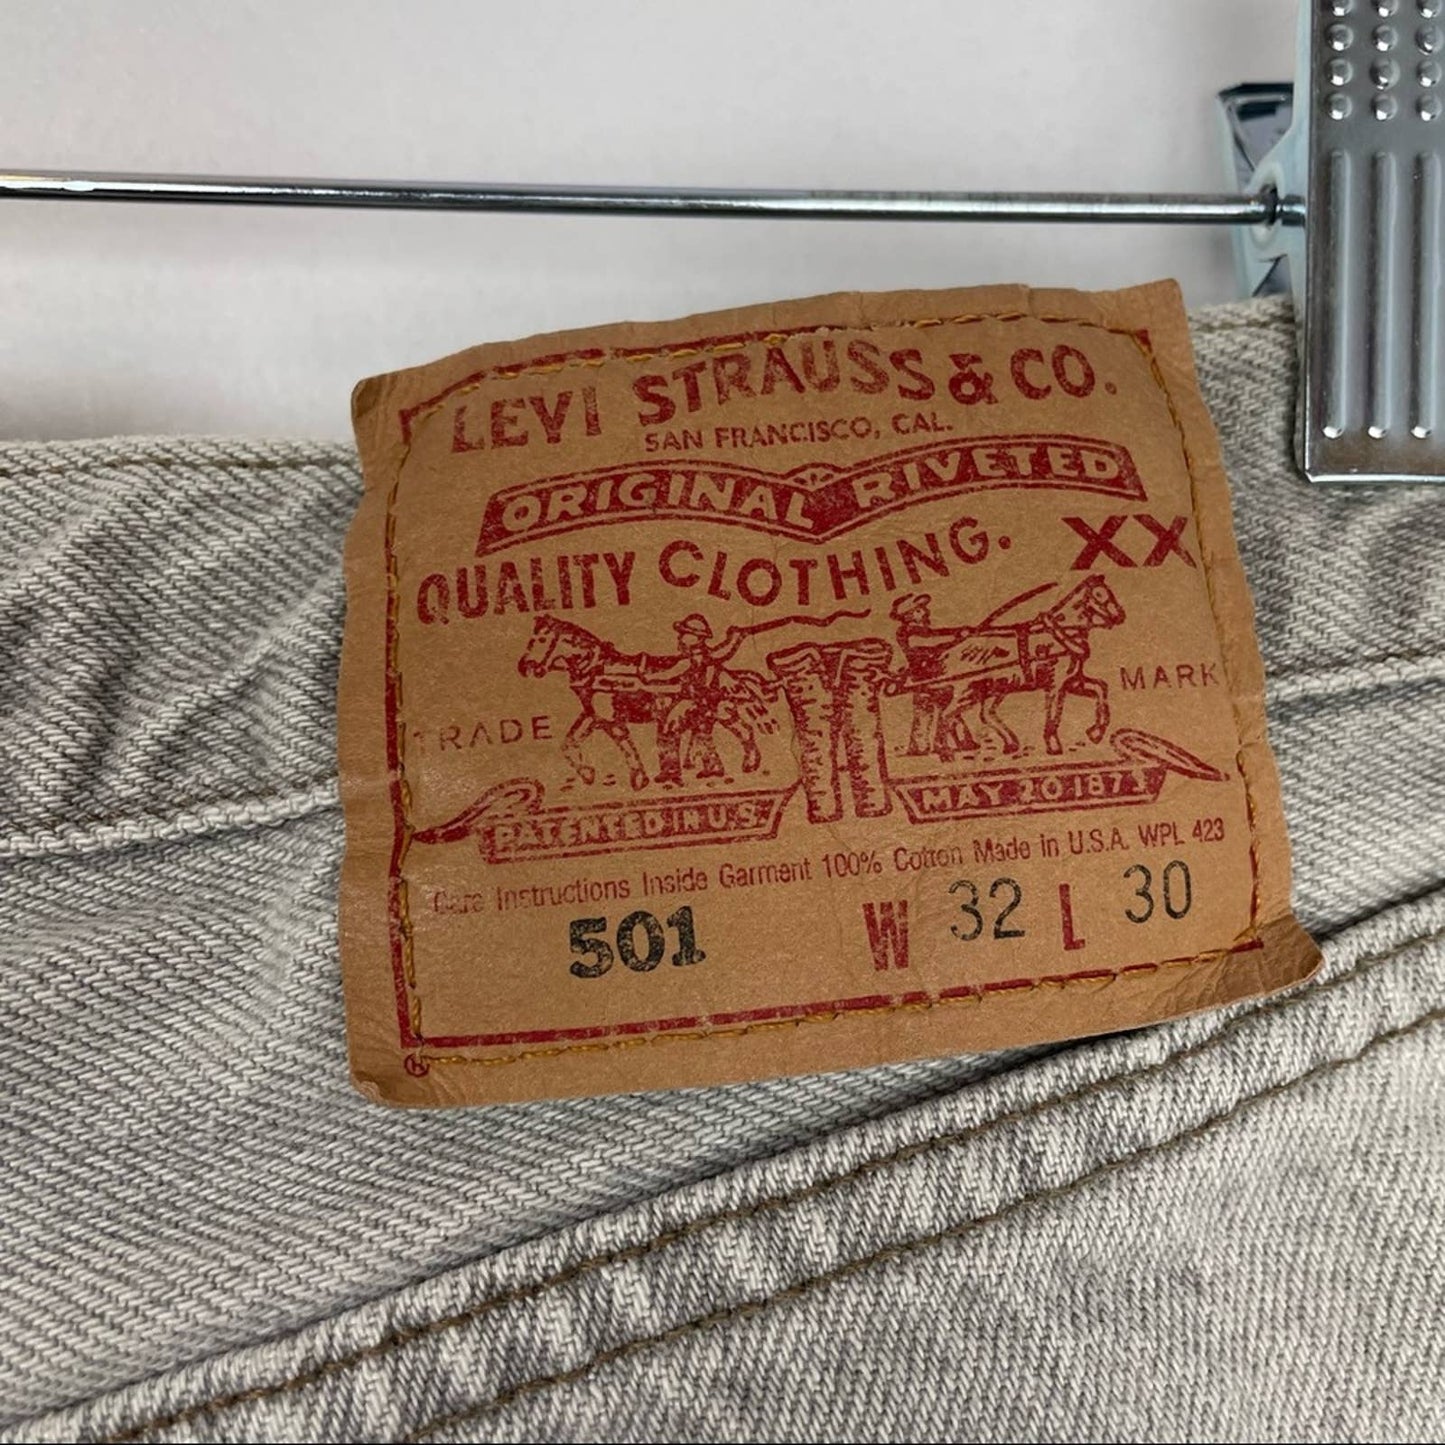 LEVI STRAUSS & CO.
SAN FRANCISCO, CAL.
ORIGINAL RIVETED
QUALITY CLOTHING. XX
TRADE MARK
PATENTED IN U.S. MAY 20 1873
Care Instructions Inside Garment 100% Cotton Made in U.S.A. WPL 423
501 W 32 L 30
®